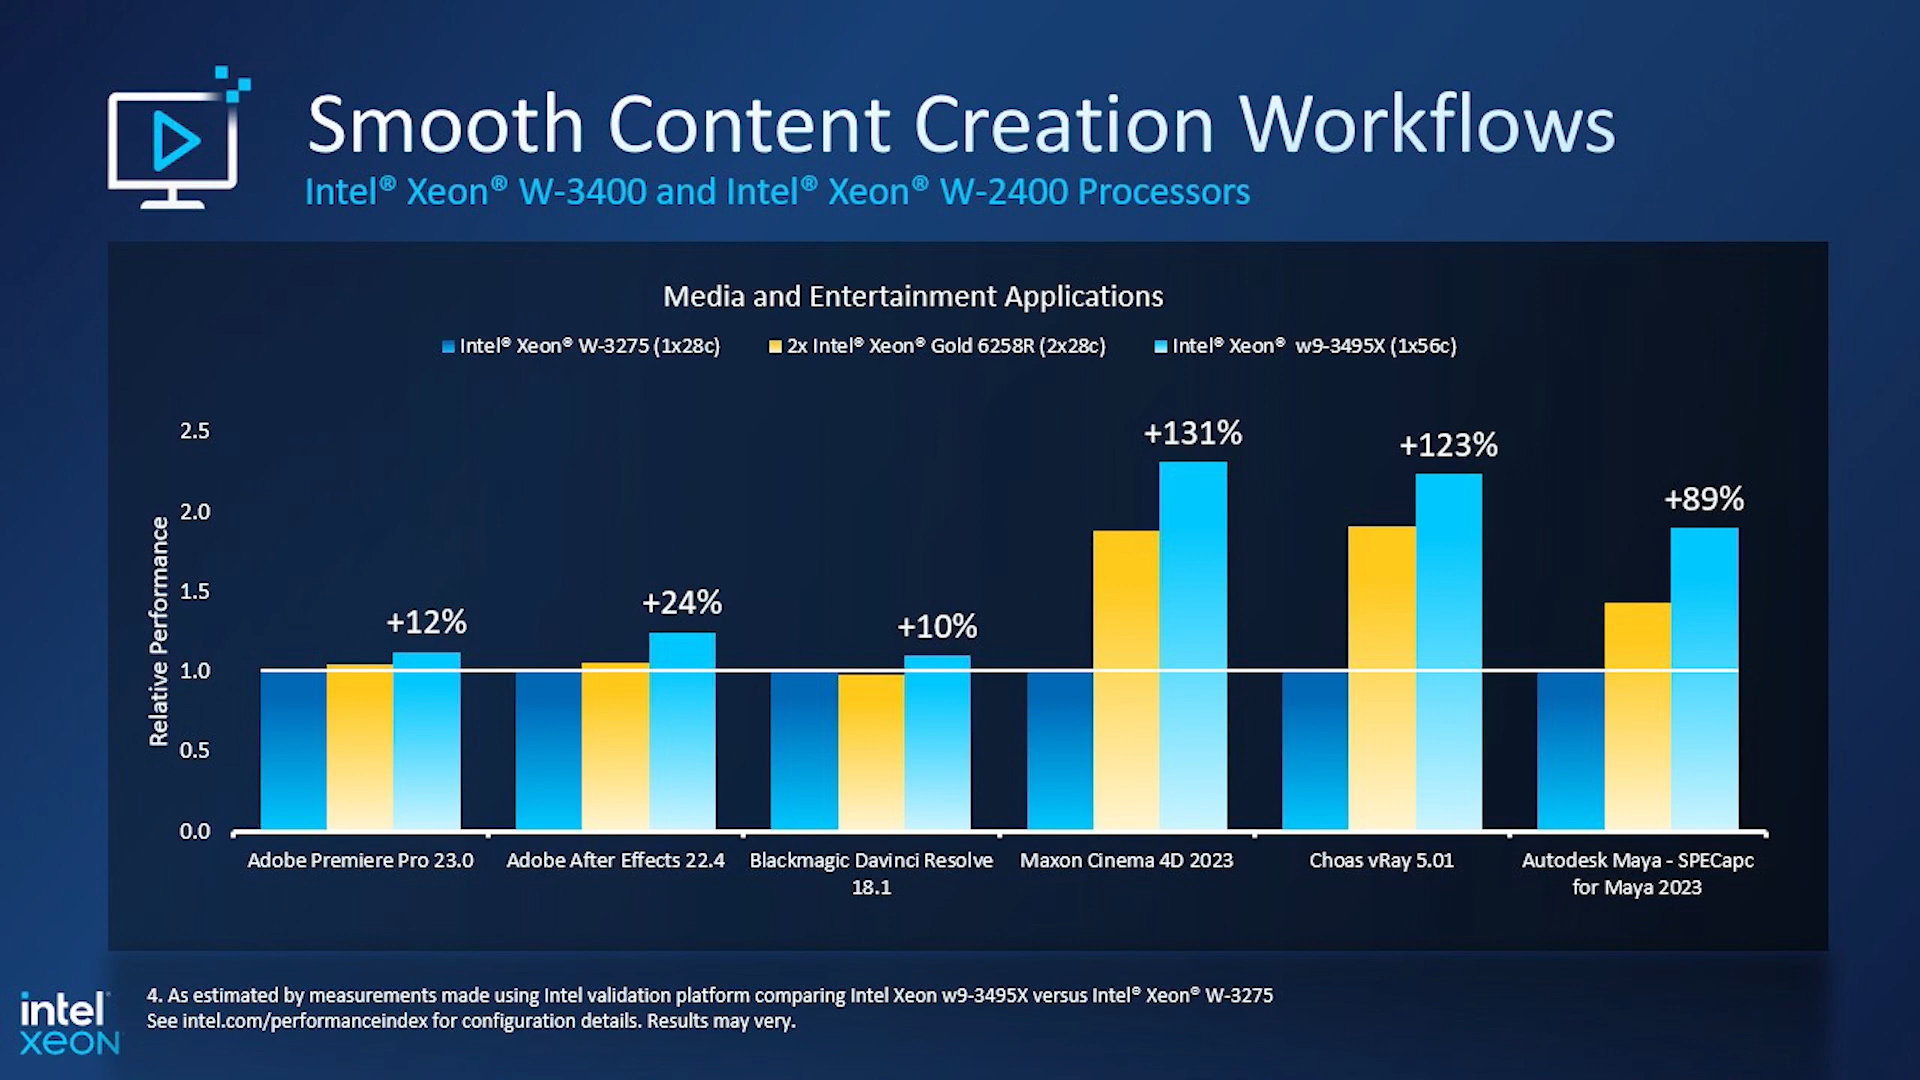 Smooth Content Creation Workflows
Intel® Xeon® W-3400 and Intel® Xeon® W-2400 Processors
Media and Entertainment Applications
Intel® Xeon® W-3275 (1x28c)
2x Intel® Xeon® Gold 6258R (2x28c)
Intel® Xeon® w9-3495X (1x56c)
Relative Performance
2.5
2.0
1.5
1.0
0.5
0.0
+12%
+24%
+10%
+131%
+123%
+89%
Adobe Premiere Pro 23.0
Adobe After Effects 22.4
Blackmagic Davinci Resolve
18.1
Maxon Cinema 4D 2023
Choas vRay 5.01
Autodesk Maya - SPECapc
for Maya 2023
intel
xeon
4. As estimated by measurements made using Intel validation platform comparing Intel Xeon w9-3495X versus Intel® Xeon® W-3275
See intel.com/performanceindex for configuration details. Results may vary.